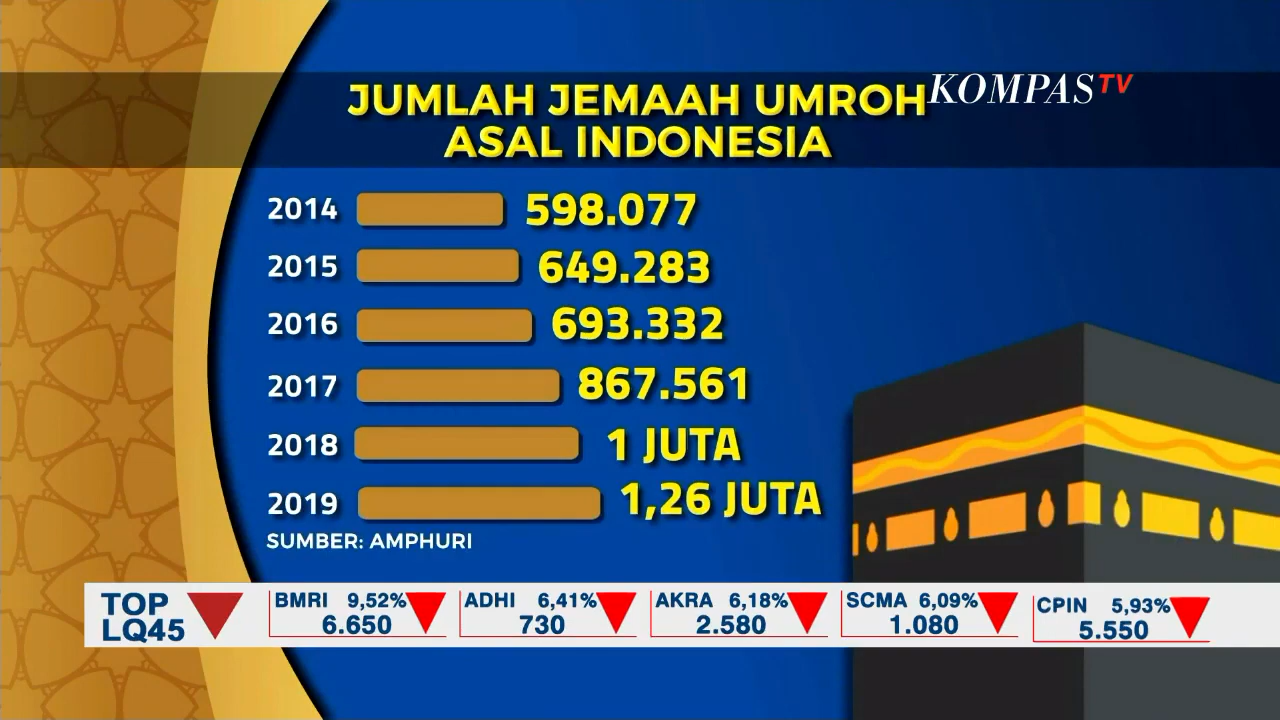 JUMLAH JEMAAH UMROH
ASAL INDONESIA
KOMPAS TV
2014 598.077
2015 649.283
2016 693.332
2017 867.561
2018 1 JUTA
2019 1,26 JUTA
SUMBER: AMPHURI
TOP
LQ45
BMRI 9,52%
6.650
ADHI 6,41%
730
AKRA 6,18%
2.580
SCMA 6,09%
1.080
CPIN 5,93%
5.550